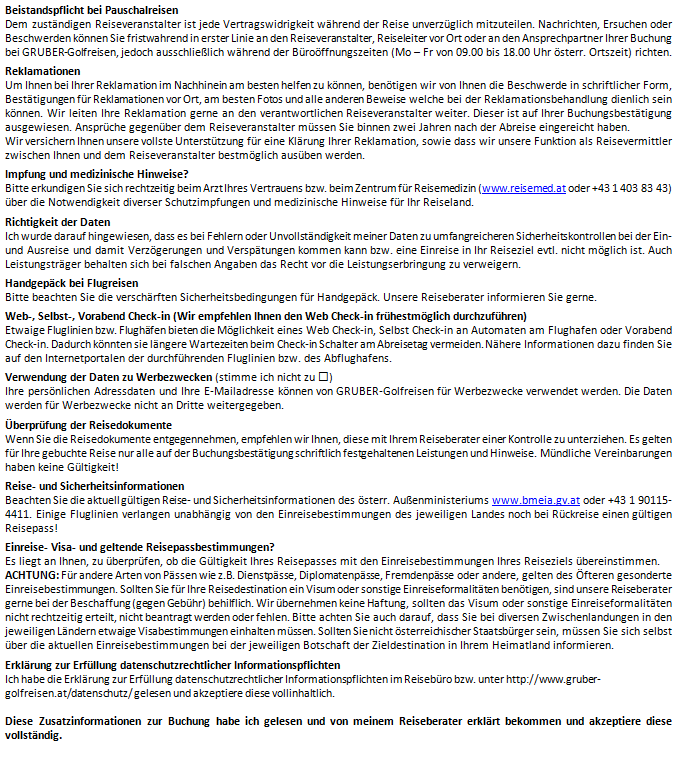 Beistandspflicht bei Pauschalreisen
Dem zuständigen Reiseveranstalter ist jede Vertragswidrigkeit während der Reise unverzüglich mitzuteilen. Nachrichten, Ersuchen oder
Beschwerden können Sie fristwahrend in erster Linie an den Reiseveranstalter, Reiseleiter vor Ort oder an den Ansprechpartner Ihrer Buchung
bei GRUBER-Golfreisen, jedoch ausschließlich während der Büroöffnungszeiten (Mo – Fr von 09.00 bis 18.00 Uhr österr. Ortszeit) richten.
Reklamationen
Um Ihnen bei Ihrer Reklamation im Nachhinein am besten helfen zu können, benötigen wir von Ihnen die Beschwerde in schriftlicher Form,
Bestätigungen für Reklamationen vor Ort, am besten Fotos und alle anderen Beweise welche bei der Reklamationsbehandlung dienlich sein
können. Wir leiten Ihre Reklamation gerne an den verantwortlichen Reiseveranstalter weiter. Dieser ist auf Ihrer Buchungsbestätigung
ausgewiesen. Ansprüche gegenüber dem Reiseveranstalter müssen Sie binnen zwei Jahren nach der Abreise eingereicht haben.
Wir versichern Ihnen unsere vollste Unterstützung für eine Klärung Ihrer Reklamation, sowie dass wir unsere Funktion als Reisevermittler
zwischen Ihnen und dem Reiseveranstalter bestmöglich ausüben werden.
Impfung und medizinische Hinweise?
Bitte erkundigen Sie sich rechtzeitig beim Arzt Ihres Vertrauens bzw. beim Zentrum für Reisemedizin (www.reisemed.at oder +43 1 403 83 43)
über die Notwendigkeit diverser Schutzimpfungen und medizinische Hinweise für Ihr Reiseland.
Richtigkeit der Daten
Ich wurde darauf hingewiesen, dass es bei Fehlern oder Unvollständigkeit meiner Daten zu umfangreicheren Sicherheitskontrollen bei der Ein-
und Ausreise und damit Verzögerungen und Verspätungen kommen kann bzw. eine Einreise in Ihr Reiseziel evtl. nicht möglich ist. Auch
Leistungsträger behalten sich bei falschen Angaben das Recht vor die Leistungserbringung zu verweigern.
Handgepäck bei Flugreisen
Bitte beachten Sie die verschärften Sicherheitsbedingungen für Handgepäck. Unsere Reiseberater informieren Sie gerne.
Web-, Selbst-, Vorabend Check-in (Wir empfehlen Ihnen den Web Check-in frühestmöglich durchzuführen)
Etwaige Fluglinien bzw. Flughäfen bieten die Möglichkeit eines Web Check-in, Selbst Check-in an Automaten am Flughafen oder Vorabend
Check-in. Dadurch könnten sie längere Wartezeiten beim Check-in Schalter am Abreisetag vermeiden. Nähere Informationen dazu finden Sie
auf den Internetportalen der durchführenden Fluglinien bzw. des Abflughafens.
Verwendung der Daten zu Werbezwecken (stimme ich nicht zu ☐)
Ihre persönlichen Adressdaten und Ihre E-Mailadresse können von GRUBER-Golfreisen für Werbezwecke verwendet werden. Die Daten
werden für Werbezwecke nicht an Dritte weitergegeben.
Überprüfung der Reisedokumente
Wenn Sie die Reisedokumente entgegennehmen, empfehlen wir Ihnen, diese mit Ihrem Reiseberater einer Kontrolle zu unterziehen. Es gelten
für Ihre gebuchte Reise nur alle auf der Buchungsbestätigung schriftlich festgehaltenen Leistungen und Hinweise. Mündliche Vereinbarungen
haben keine Gültigkeit!
Reise- und Sicherheitsinformationen
Beachten Sie die aktuell gültigen Reise- und Sicherheitsinformationen des österr. Außenministeriums www.bmeia.gv.at oder +43 1 90115-
4411. Einige Fluglinien verlangen unabhängig von den Einreisebestimmungen des jeweiligen Landes noch bei Rückreise einen gültigen
Reisepass!
Einreise- Visa- und geltende Reisepassbestimmungen?
Es liegt an Ihnen, zu überprüfen, ob die Gültigkeit Ihres Reisepasses mit den Einreisebestimmungen Ihres Reiseziels übereinstimmen.
ACHTUNG: Für andere Arten von Pässen wie z.B. Dienstpässe, Diplomatenpässe, Fremdenpässe oder andere, gelten des Öfteren gesonderte
Einreisebestimmungen. Sollten Sie für Ihre Reisedestination ein Visum oder sonstige Einreiseformalitäten benötigen, sind unsere Reiseberater
gerne bei der Beschaffung (gegen Gebühr) behilflich. Wir übernehmen keine Haftung, sollten das Visum oder sonstige Einreiseformalitäten
nicht rechtzeitig erteilt, nicht beantragt werden oder fehlen. Bitte achten Sie auch darauf, dass Sie bei diversen Zwischenlandungen in den
jeweiligen Ländern etwaige Visabestimmungen einhalten müssen. Sollten Sie nicht österreichischer Staatsbürger sein, müssen Sie sich selbst
über die aktuellen Einreisebestimmungen bei der jeweiligen Botschaft der Zieldestination in Ihrem Heimatland informieren.
Erklärung zur Erfüllung datenschutzrechtlicher Informationspflichten
Ich habe die Erklärung zur Erfüllung datenschutzrechtlicher Informationspflichten im Reisebüro bzw. unter http://www.gruber-
golfreisen.at/datenschutz/ gelesen und akzeptiere diese vollinhaltlich.
Diese Zusatzinformationen zur Buchung habe ich gelesen und von meinem Reiseberater erklärt bekommen und akzeptiere diese
vollständig.